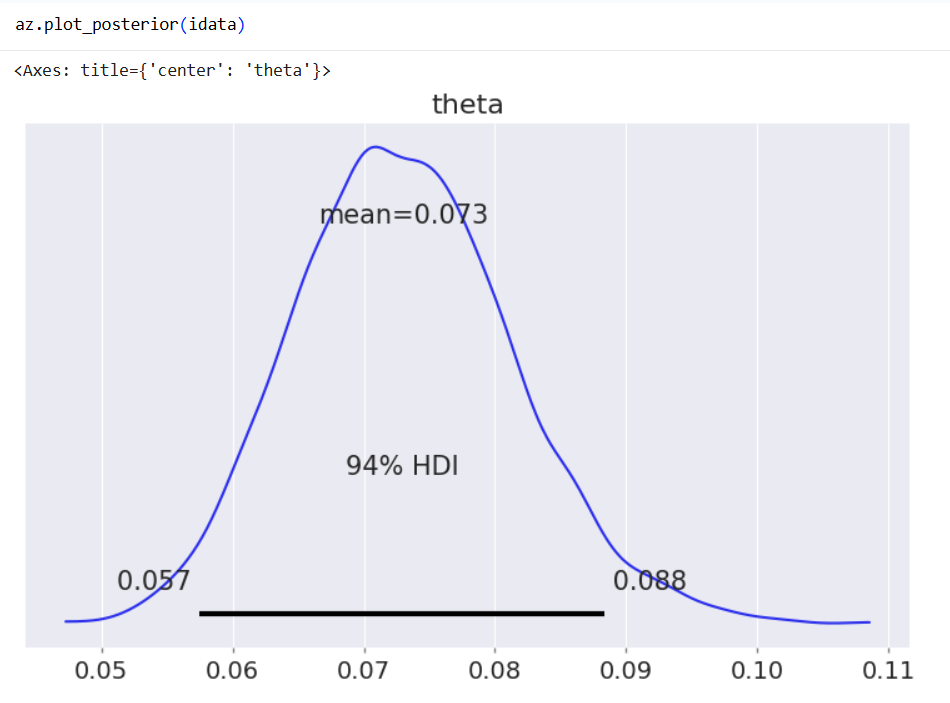 az.plot_posterior(idata)
<Axes: title={'center': 'theta'}>
theta
mean=0.073
94% HDI
0.057 0.088
0.05 0.06 0.07 0.08 0.09 0.10 0.11